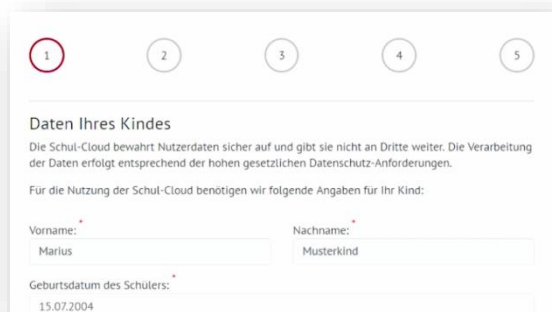 1 2 3 4 5
Daten Ihres Kindes
Die Schul-Cloud bewahrt Nutzerdaten sicher auf und gibt sie nicht an Dritte weiter. Die Verarbeitung
der Daten erfolgt entsprechend der hohen gesetzlichen Datenschutz-Anforderungen.
Für die Nutzung der Schul-Cloud benötigen wir folgende Angaben für Ihr Kind:
Vorname:* Nachname:*
Marius Musterkind
Geburtsdatum des Schülers:*
15.07.2004